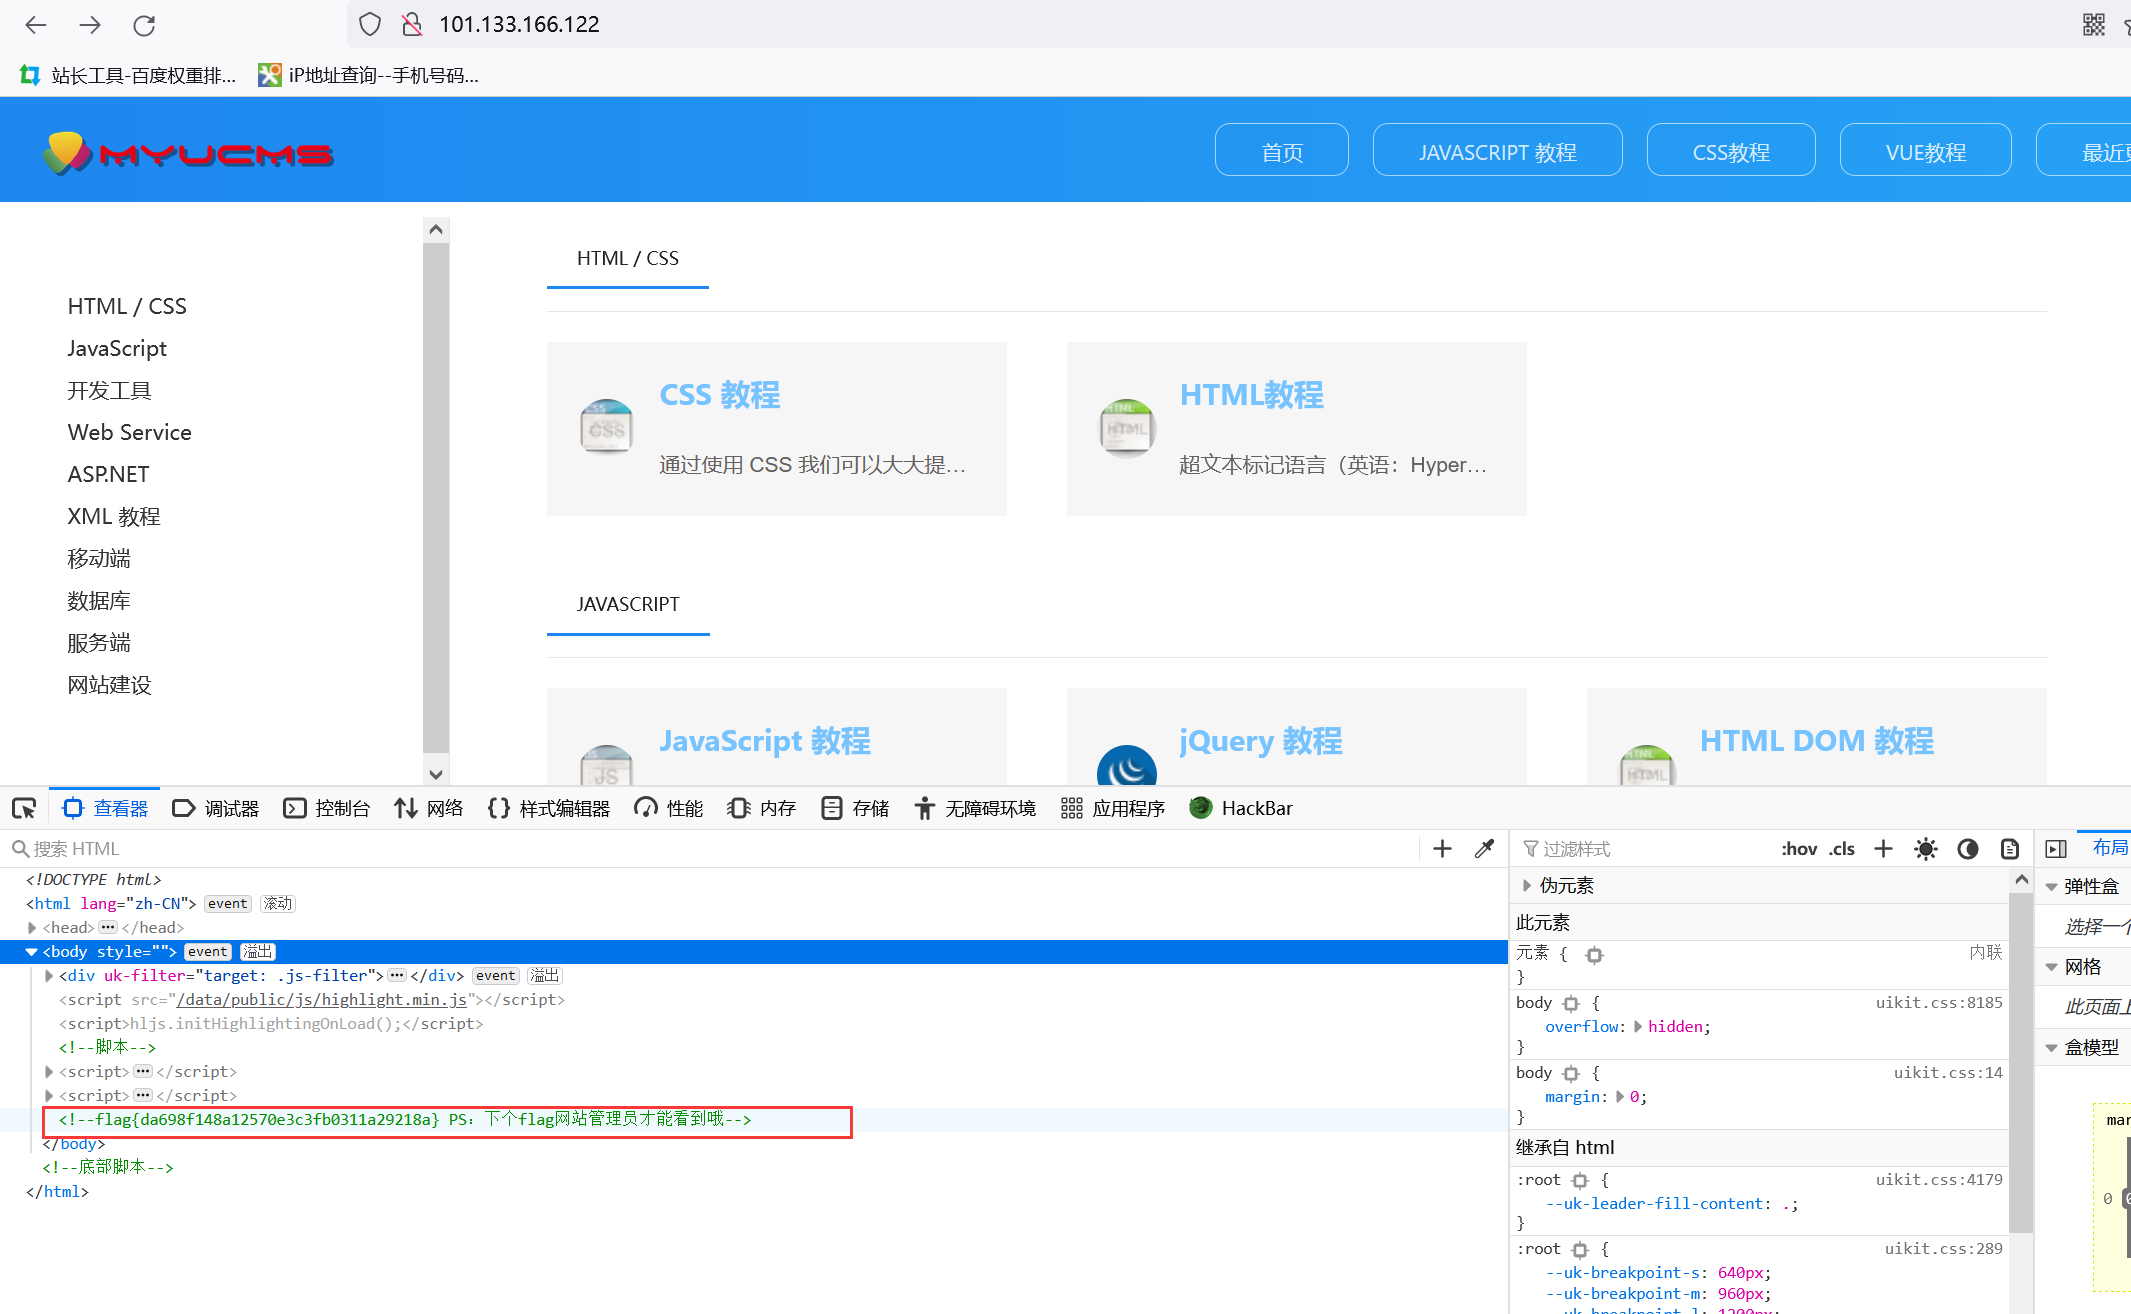 101.133.166.122
站长工具-百度权重排... iP地址查询--手机号码...
MYUCMS 首页 JAVASCRIPT 教程 CSS教程 VUE教程 最近
HTML / CSS
JavaScript
开发工具
Web Service
ASP.NET
XML 教程
移动端
数据库
服务端
网站建设
HTML / CSS
CSS 教程
通过使用 CSS 我们可以大大提...
HTML教程
超文本标记语言（英语：Hyper...
JAVASCRIPT
JavaScript 教程
jQuery 教程
HTML DOM 教程
查看器 调试器 控制台 网络 样式编辑器 性能 内存 存储 无障碍环境 应用程序 HackBar
搜索 HTML
<!DOCTYPE html>
<html lang="zh-CN"> event 滚动
<head> ··· </head>
<body style=""> event 溢出
<div uk-filter="target: .js-filter"> ··· </div> event 溢出
<script src="/data/public/js/highlight.min.js"></script>
<script>hljs.initHighlightingOnLoad();</script>
<!--脚本-->
<script> ··· </script>
<script> ··· </script>
<!--flag{da698f148a12570e3c3fb0311a29218a} PS: 下个flag网站管理员才能看到哦-->
</body>
<!--底部脚本-->
</html>
过滤样式 :hov .cls
伪元素
此元素
元素 { 内联
}
body { uikit.css:8185
overflow: hidden;
}
body { uikit.css:14
margin: 0;
}
继承自 html
:root { uikit.css:4179
--uk-leader-fill-content: .;
}
:root { uikit.css:289
--uk-breakpoint-s: 640px;
--uk-breakpoint-m: 960px;
布局
弹性盒
选择一个
网格
此页面上
盒模型
mar
0